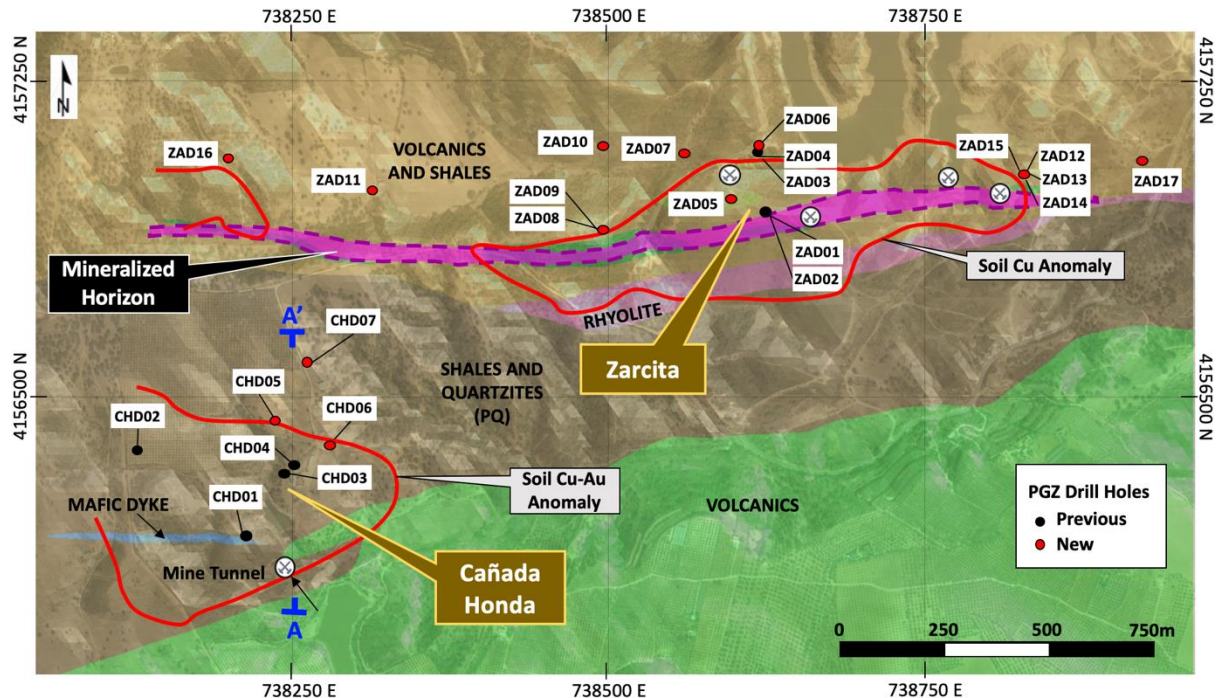 738250 E
738500 E
738750 E
4157250 N
4157250 N
N
ZAD16
VOLCANICS
AND SHALES
ZAD11
ZAD10
ZAD07
ZAD06
ZAD04
ZAD03
ZAD15
ZAD12
ZAD13
ZAD14
ZAD17
ZAD09
ZAD08
ZAD05
ZAD01
ZAD02
Soil Cu Anomaly
Mineralized
Horizon
RHYOLITE
Zarcita
A'
CHD07
SHALES AND
QUARTZITES
(PQ)
4156500 N
4156500 N
CHD05
CHD02
CHD06
CHD04
CHD03
CHD01
Soil Cu-Au
Anomaly
MAFIC DYKE
VOLCANICS
PGZ Drill Holes
Previous
New
Mine Tunnel
Cañada
Honda
A
0 250 500 750m
738250 E
738500 E
738750 E